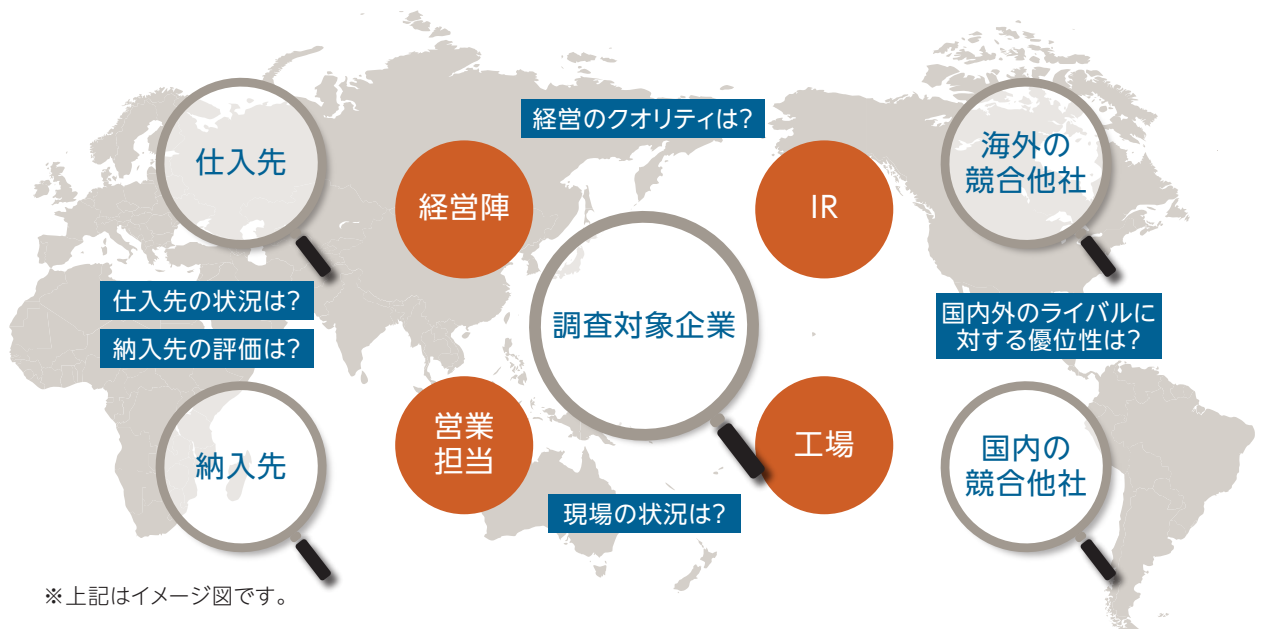 経営のクオリティは?
仕入先
経営陣
IR
海外の
競合他社
仕入先の状況は?
納入先の評価は?
調査対象企業
国内外のライバルに
対する優位性は?
納入先
営業
担当
工場
国内の
競合他社
現場の状況は?
※上記はイメージ図です。